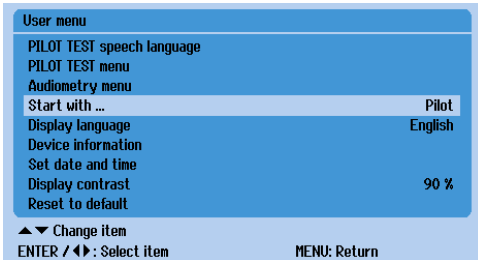 User menu
PILOT TEST speech language
PILOT TEST menu
Audiometry menu
Start with ... Pilot
Display language English
Device information
Set date and time
Display contrast 90 %
Reset to default
▲ ▼ Change item
ENTER / ◀ ▶ : Select item MENU: Return